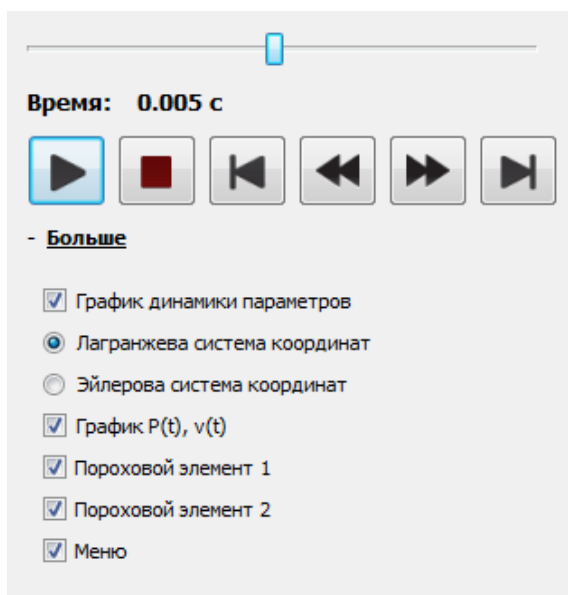 Время: 0.005 с
- Больше
График динамики параметров
Лагранжева система координат
Эйлерова система координат
График P(t), v(t)
Пороховой элемент 1
Пороховой элемент 2
Меню